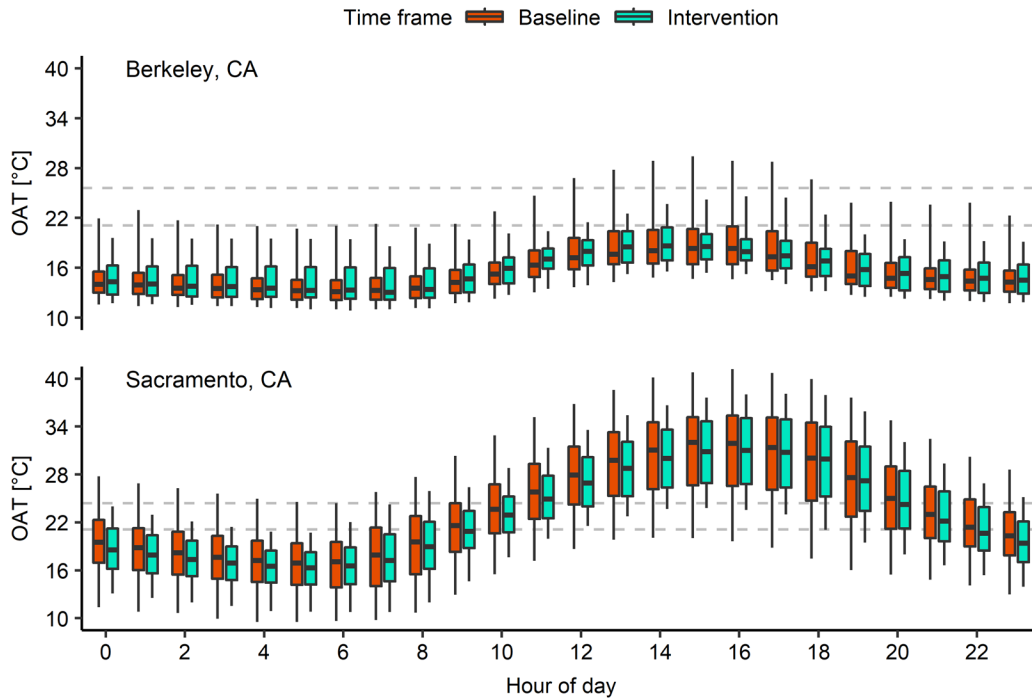 Time frame Baseline Intervention
Berkeley, CA
OAT [°C]
40
34
28
22
16
10
Sacramento, CA
OAT [°C]
40
34
28
22
16
10
0 2 4 6 8 10 12 14 16 18 20 22
Hour of day